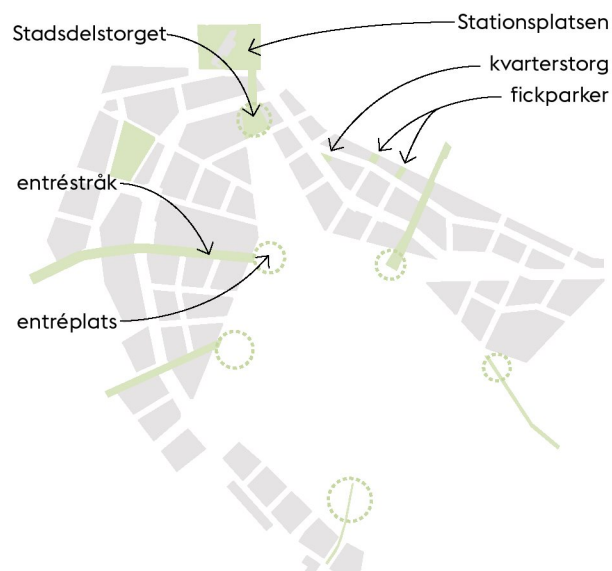 Stadsdelstorget
Stationsplatsen
kvarterstorg
fickparker
entréstråk
entréplats